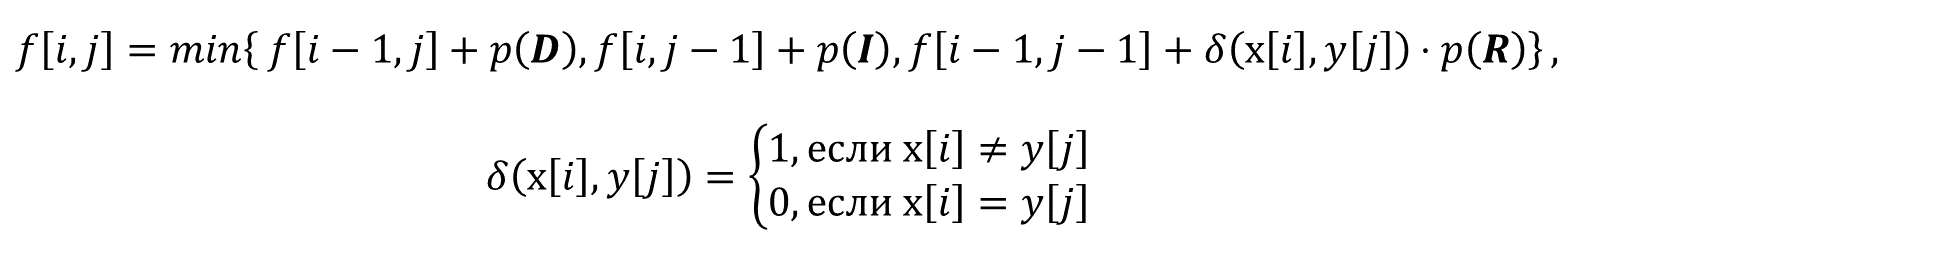 f[i, j] = min{ f[i − 1, j] + p(D), f[i, j − 1] + p(I), f[i − 1, j − 1] + δ(x[i], y[j]) · p(R)} ,
δ(x[i], y[j]) = {1, если x[i] ≠ y[j]
0, если x[i] = y[j]